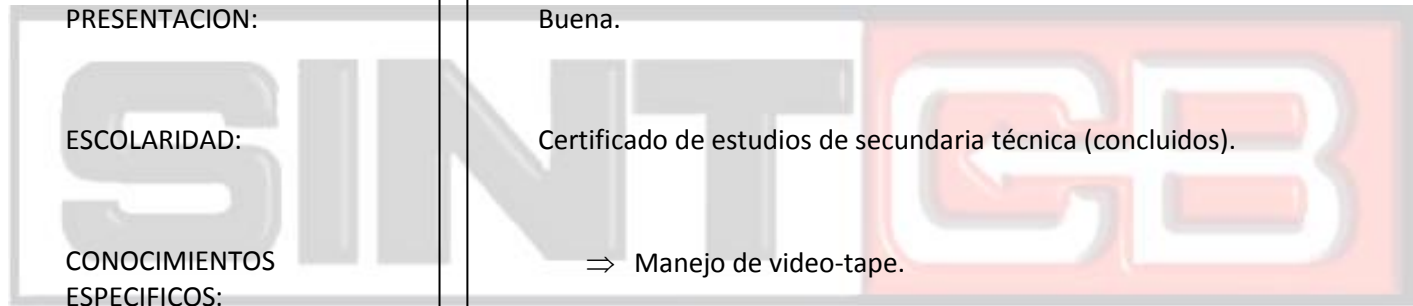 PRESENTACION: Buena.
SINTCB
ESCOLARIDAD: Certificado de estudios de secundaria técnica (concluidos).
CONOCIMIENTOS ⇒ Manejo de video-tape.
ESPECIFICOS: